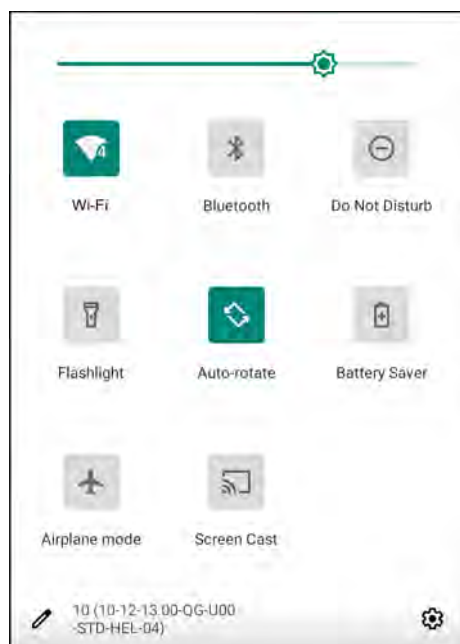 4
Wi-Fi
Bluetooth
Do Not Disturb
Flashlight
Auto-rotate
Battery Saver
Airplane mode
Screen Cast
10 (10-12-13.00-QG-U00
-STD-HEL-04)